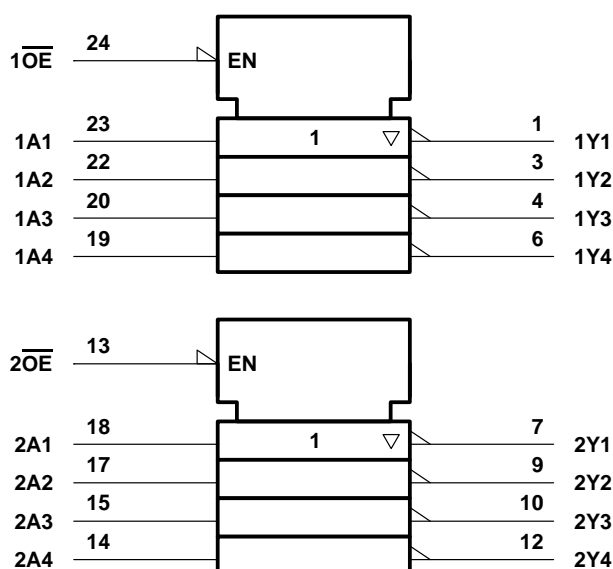 24
1OE EN
23 1
1A1 1 1Y1
22 3
1A2 1Y2
20 4
1A3 1Y3
19 6
1A4 1Y4
13
2OE EN
18 7
2A1 1 2Y1
17 9
2A2 2Y2
15 10
2A3 2Y3
14 12
2A4 2Y4